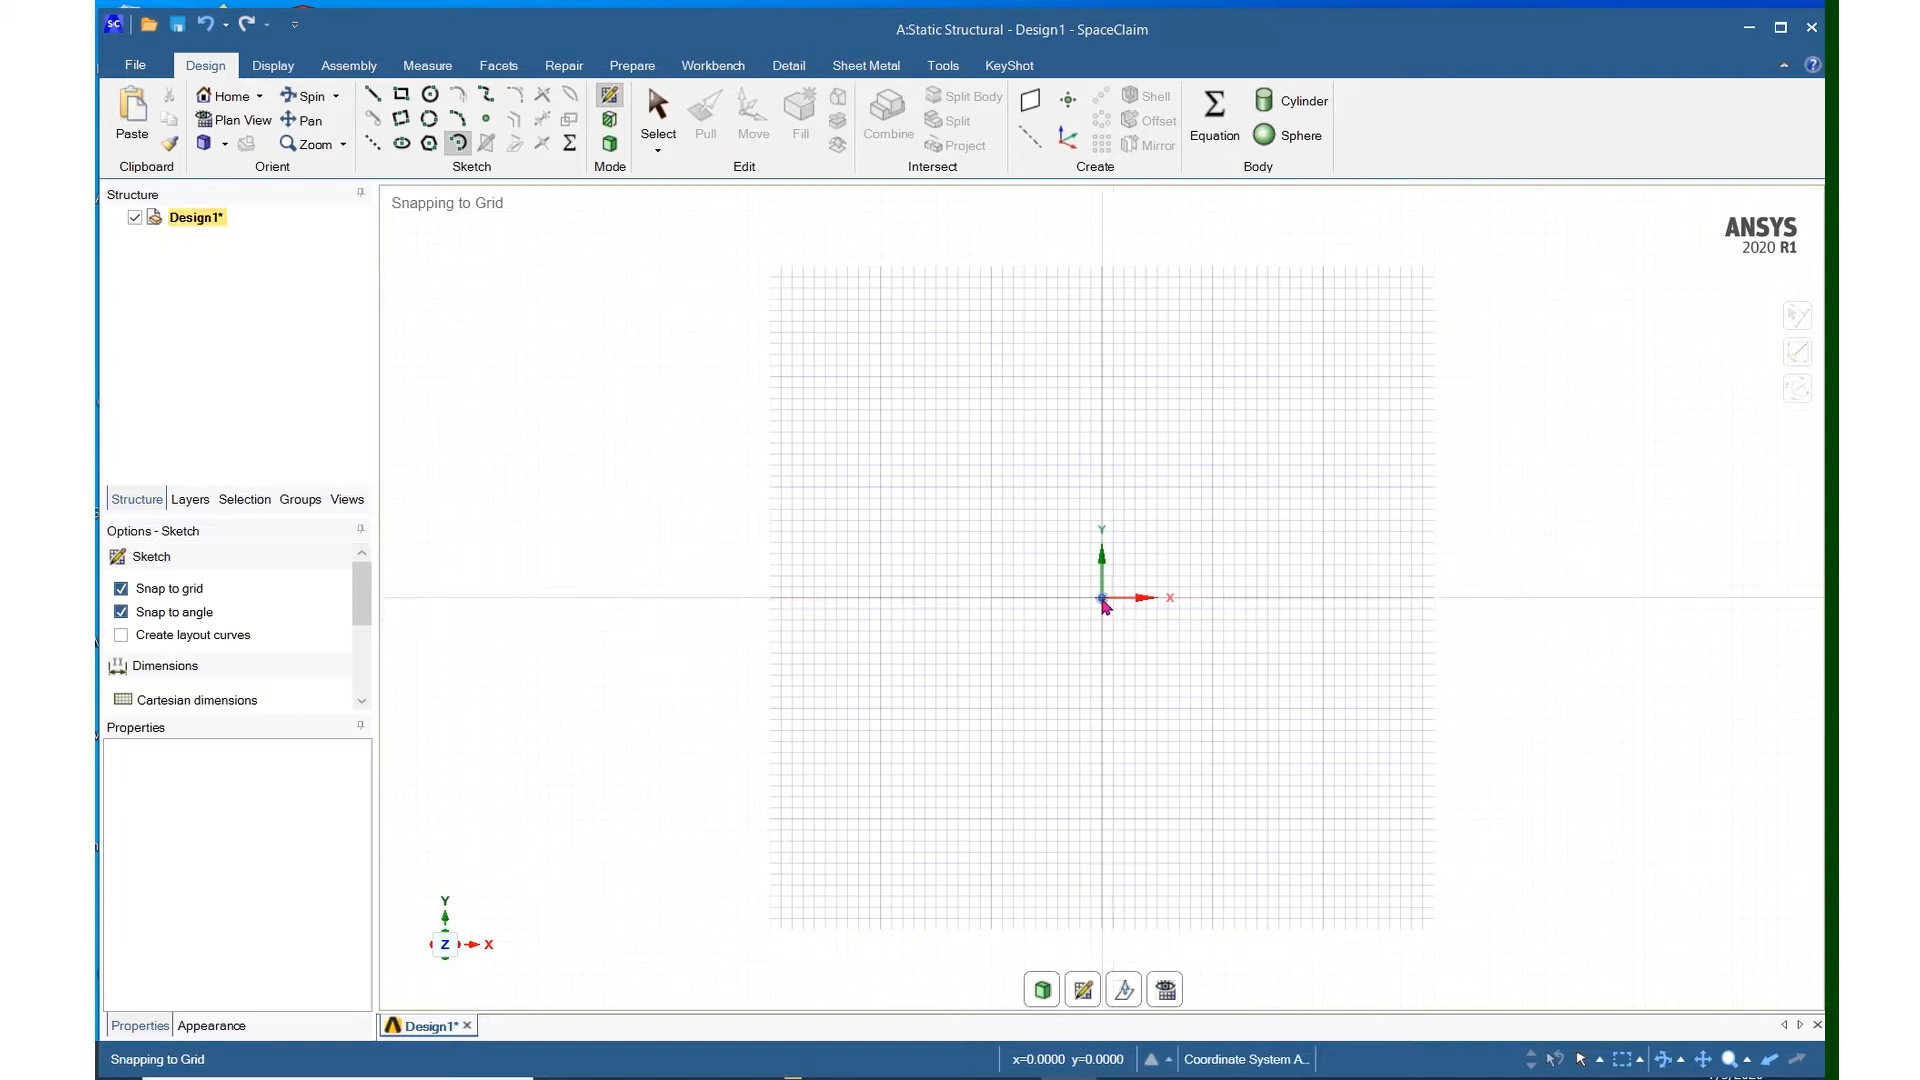 SC
A:Static Structural - Design1 - SpaceClaim
File Design Display Assembly Measure Facets Repair Prepare Workbench Detail Sheet Metal Tools KeyShot
Home Spin Split Body Shell Cylinder
Plan View Pan Split Offset
Paste Zoom Select Pull Move Fill Combine Project Mirror Equation Sphere
Clipboard Orient Sketch Mode Edit Intersect Create Body
Structure
Design1*
Snapping to Grid
ANSYS
2020 R1
Structure Layers Selection Groups Views
Options - Sketch
Sketch
Snap to grid
Snap to angle
Create layout curves
Dimensions
Cartesian dimensions
Properties
Y
X
Y
Z X
Properties Appearance
Design1*
Snapping to Grid
x=0.0000 y=0.0000
Coordinate System A...